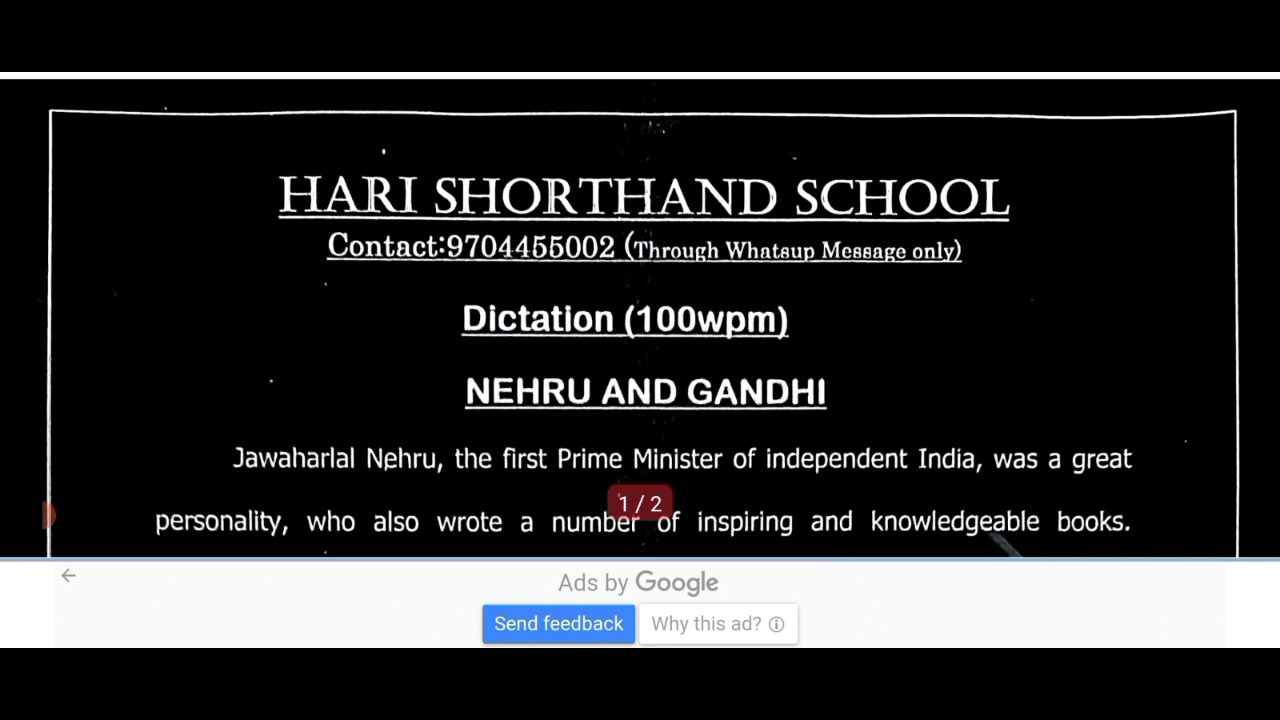 HARI SHORTHAND SCHOOL
Contact:9704455002 (Through Whatsup Message only)
Dictation (100wpm)
NEHRU AND GANDHI
Jawaharlal Nehru, the first Prime Minister of independent India, was a great
1 / 2
personality, who also wrote a number of inspiring and knowledgeable books.
Ads by Google
Send feedback
Why this ad?